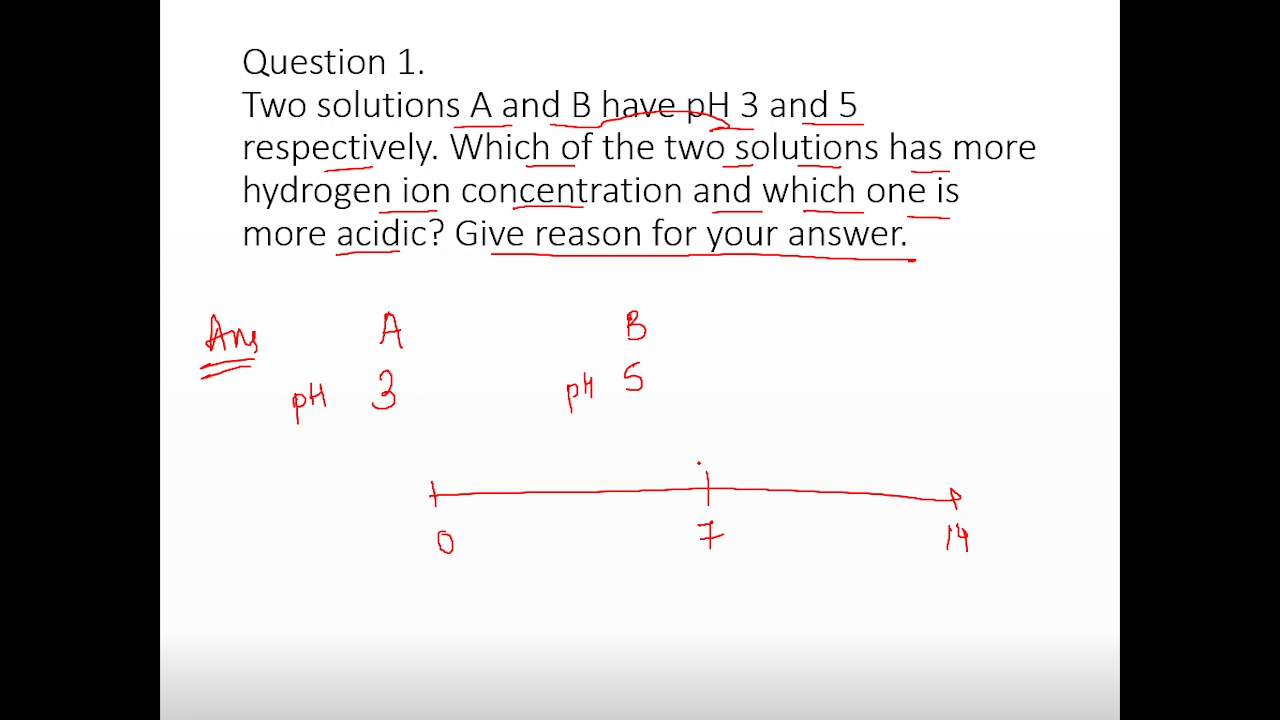 Question 1.
Two solutions A and B have pH 3 and 5
respectively. Which of the two solutions has more
hydrogen ion concentration and which one is
more acidic? Give reason for your answer.
Ans A B
pH 3 pH 5
0 7 14